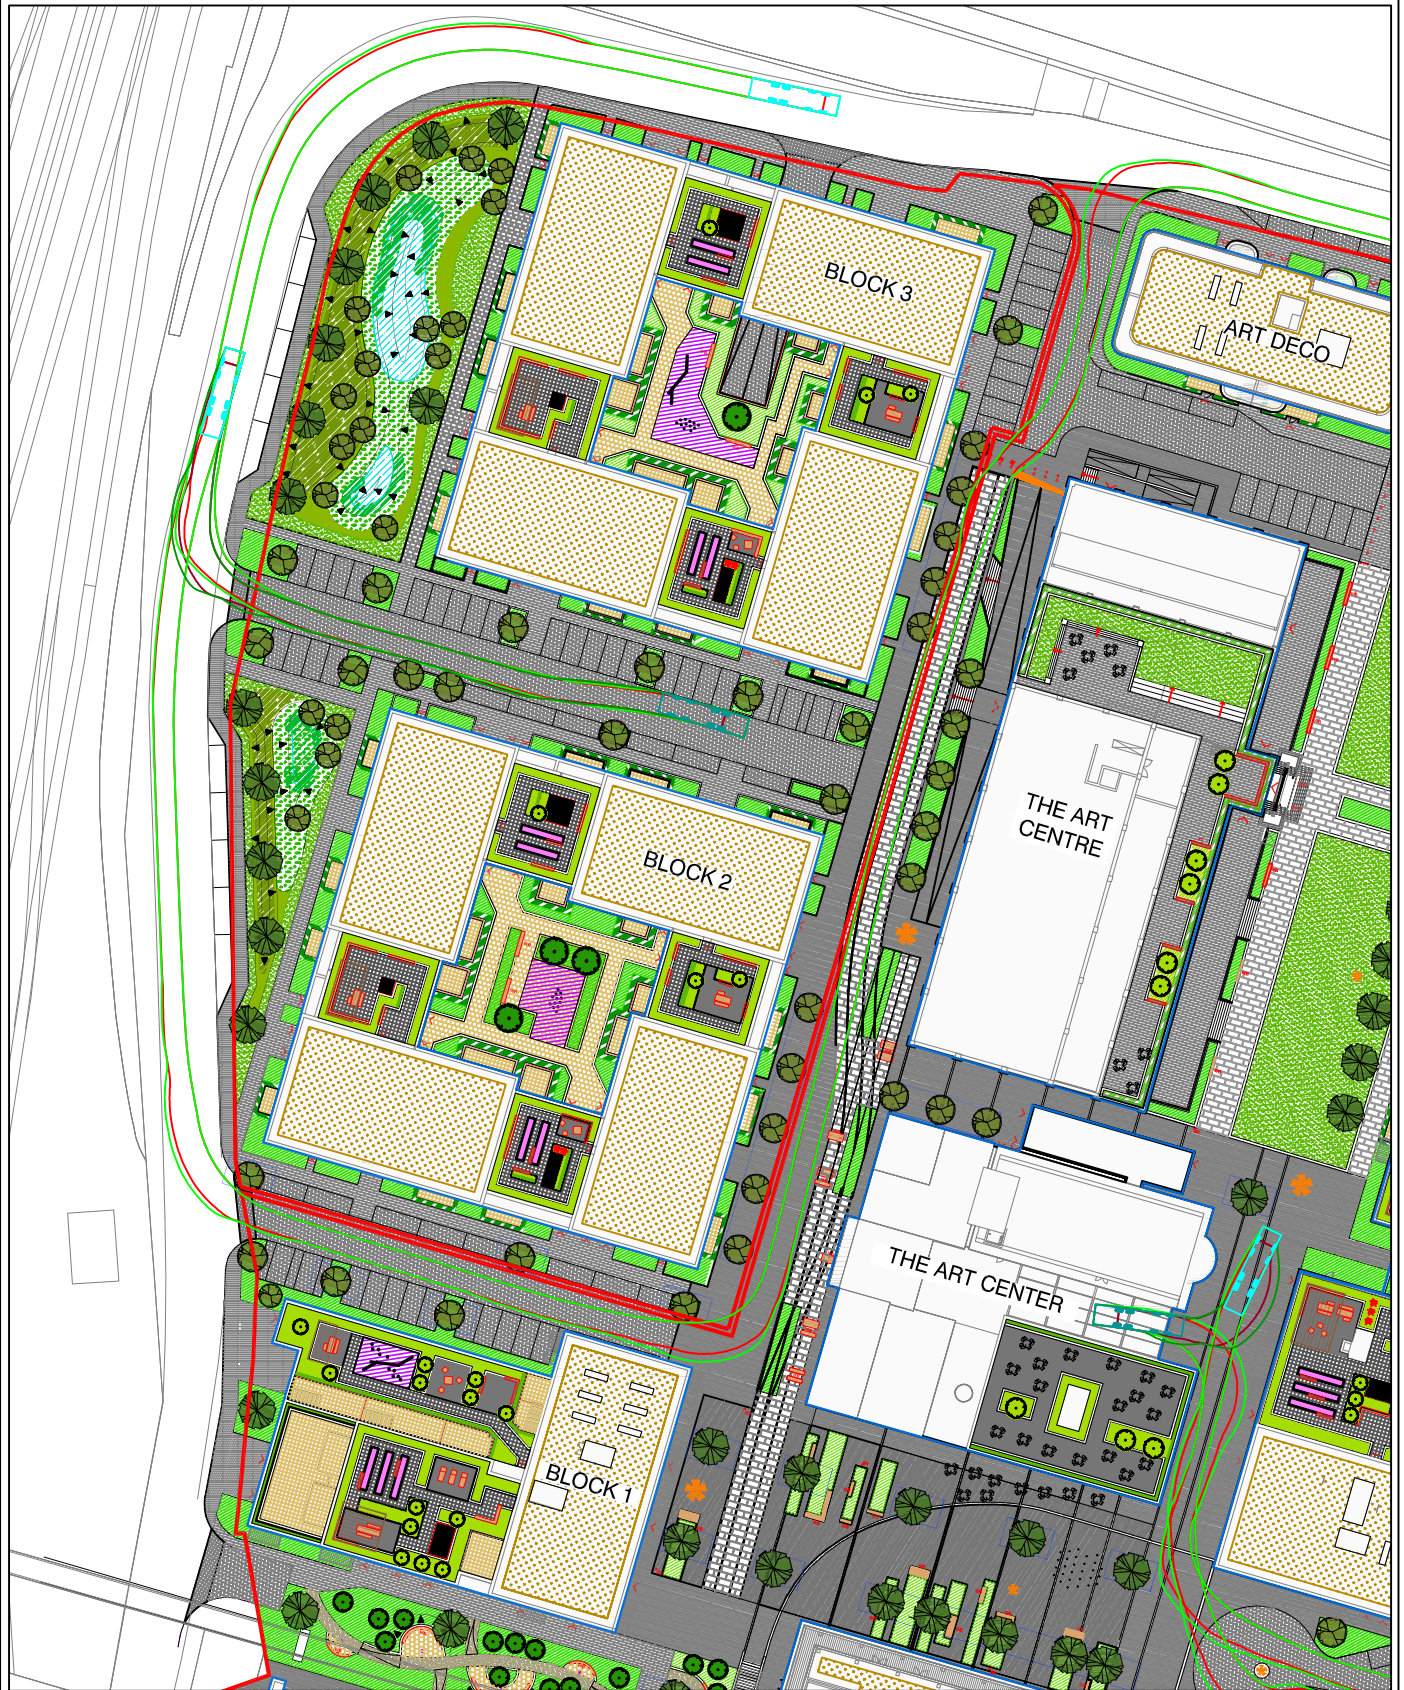 BLOCK 3
ART DECO
THE ART
CENTRE
BLOCK 2
THE ART CENTER
BLOCK 1